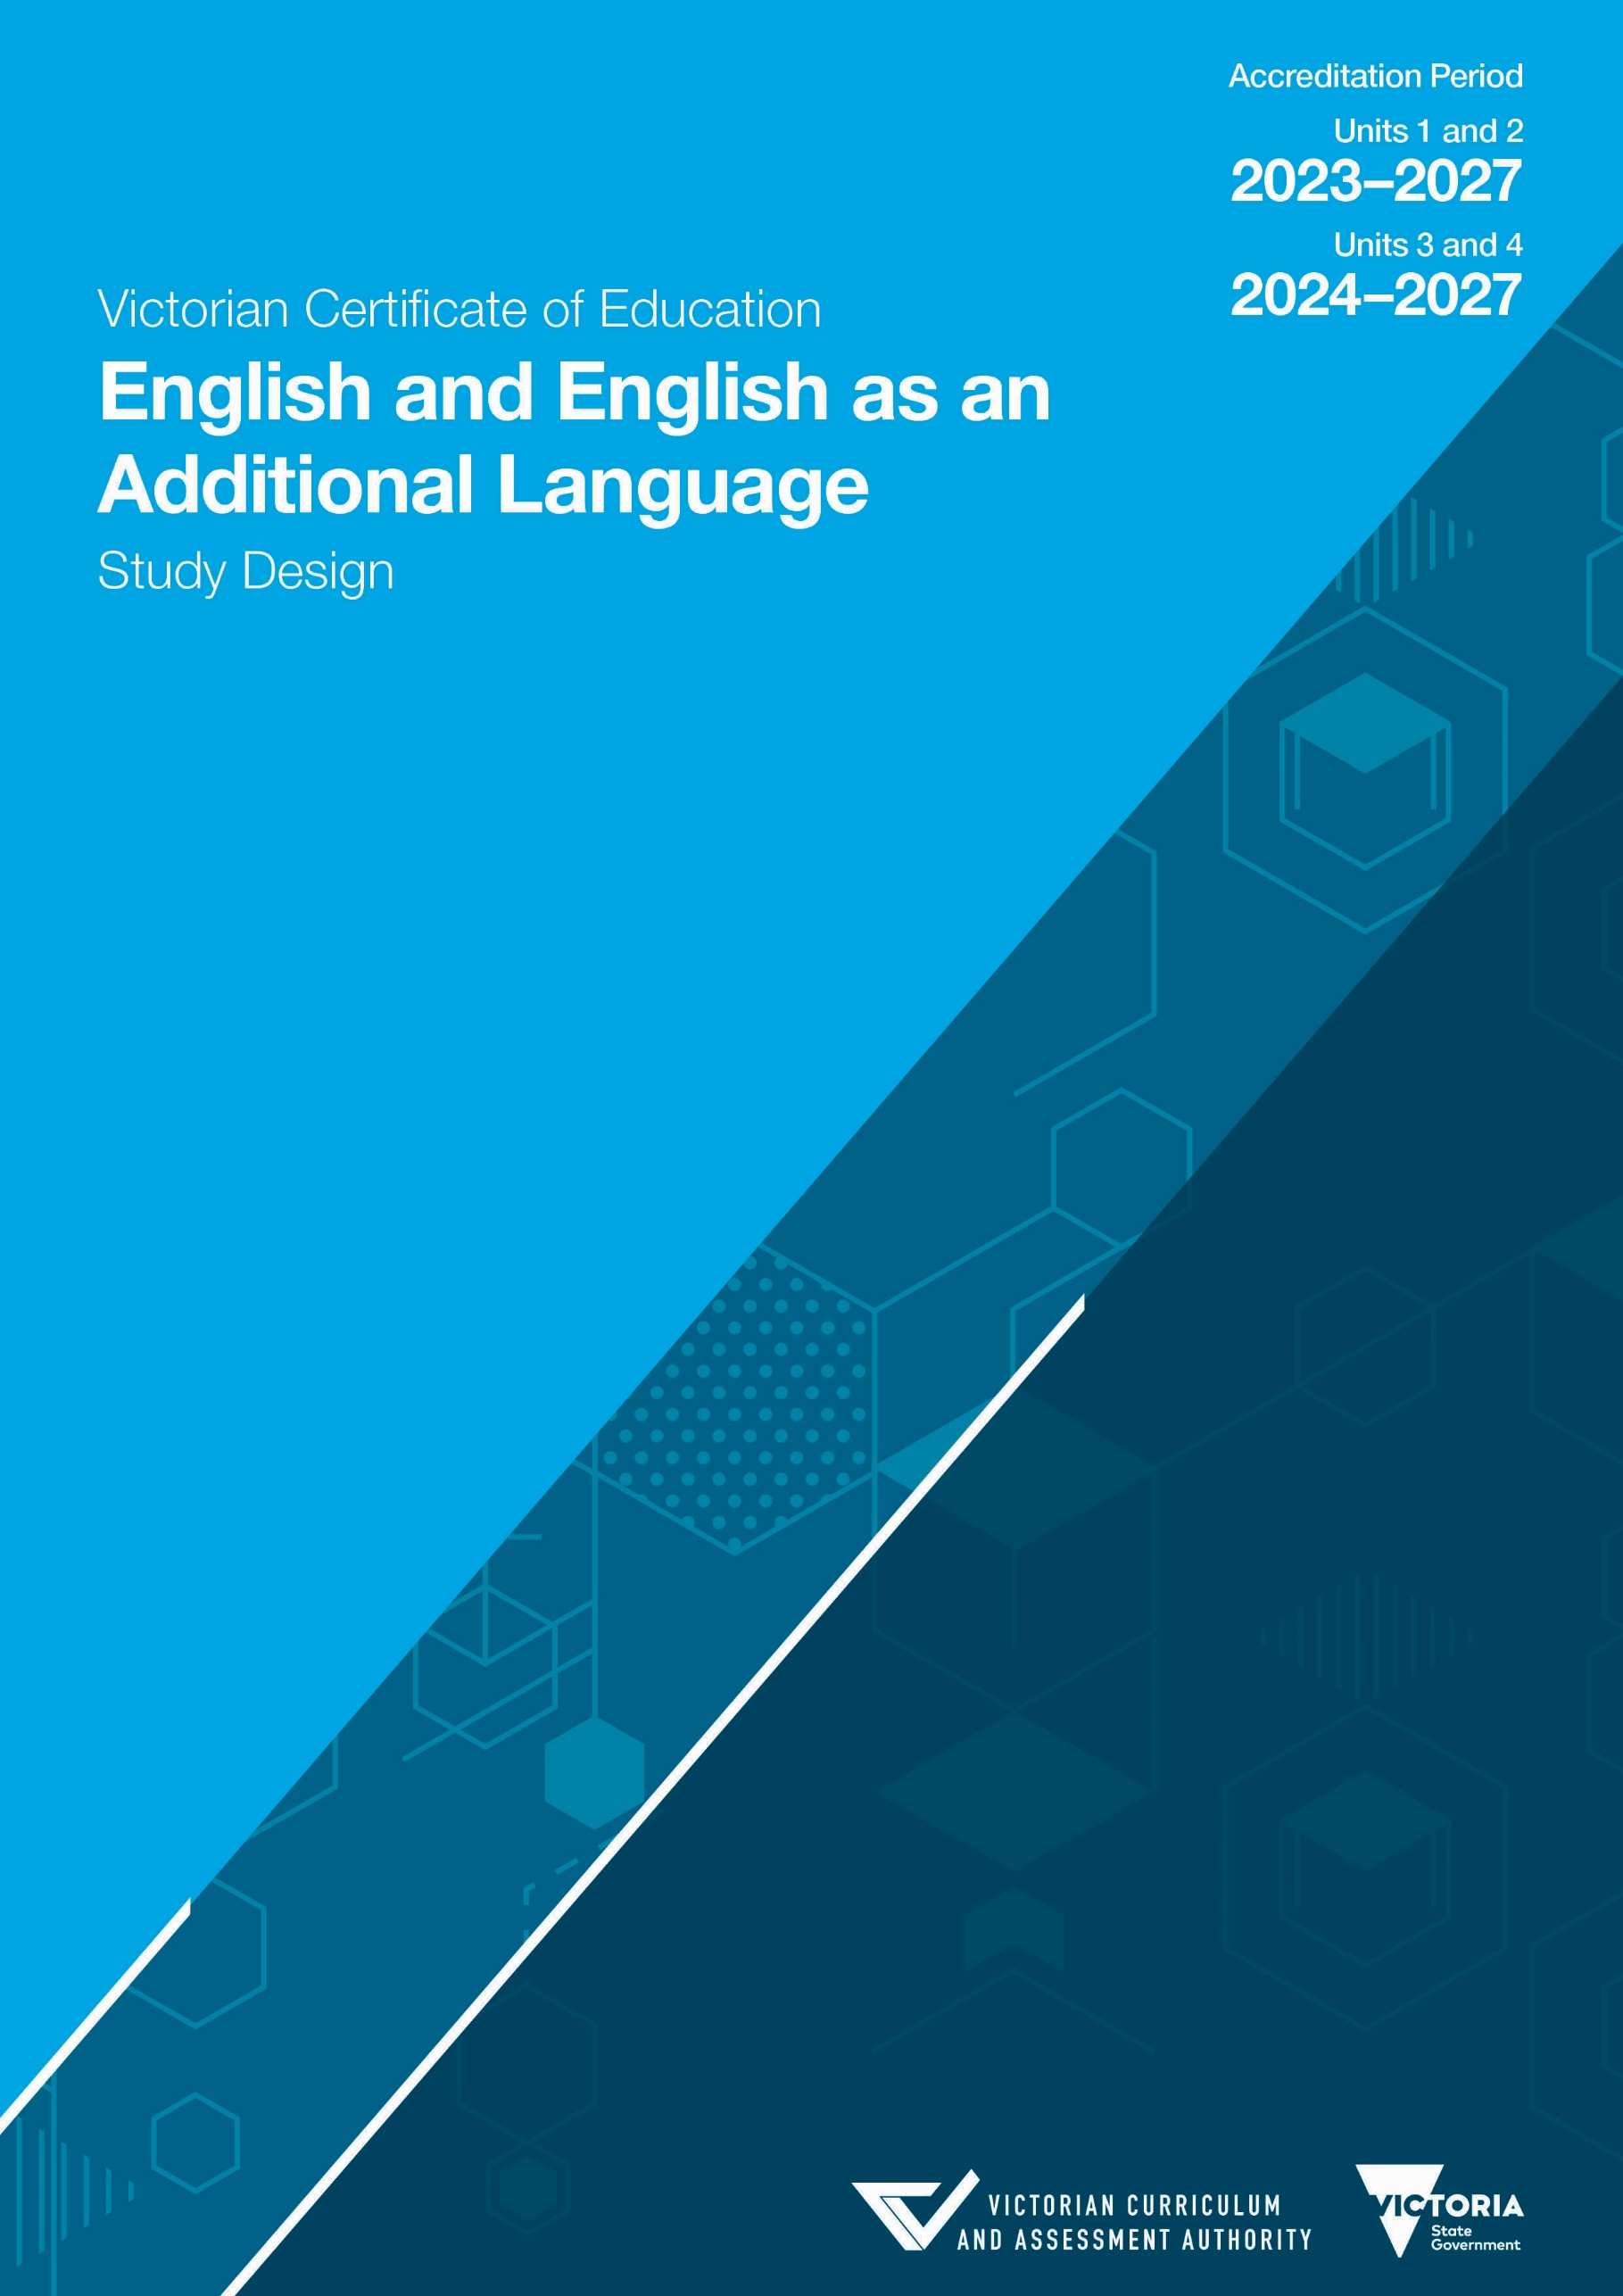 Accreditation Period
Units 1 and 2
2023–2027
Units 3 and 4
2024–2027
Victorian Certificate of Education
English and English as an
Additional Language
Study Design
VICTORIAN CURRICULUM
AND ASSESSMENT AUTHORITY
VICTORIA
State
Government